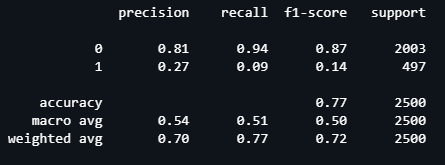 precision recall f1-score support
0 0.81 0.94 0.87 2003
1 0.27 0.09 0.14 497
accuracy 0.77 2500
macro avg 0.54 0.51 0.50 2500
weighted avg 0.70 0.77 0.72 2500